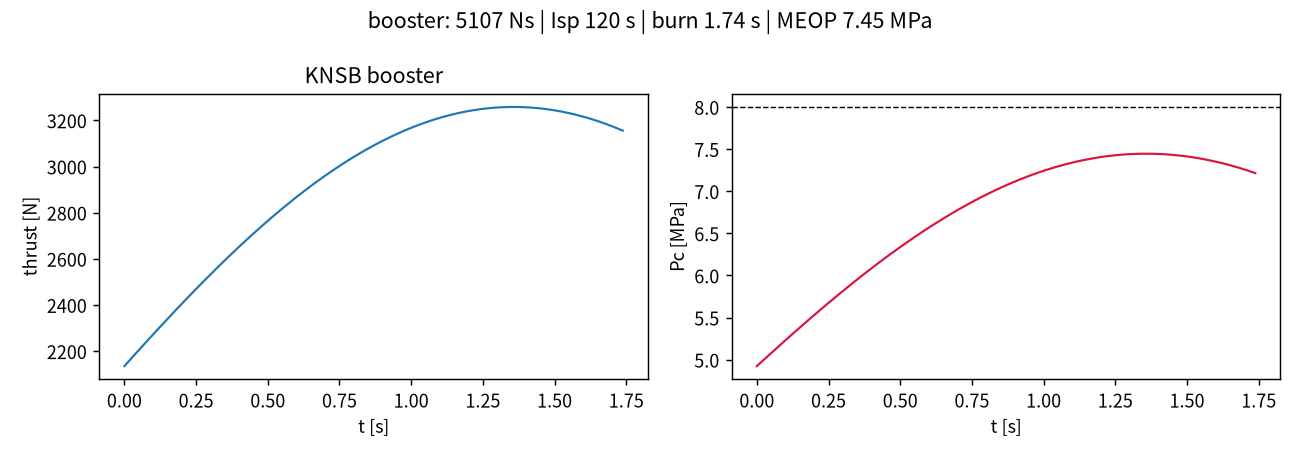 booster: 5107 Ns | Isp 120 s | burn 1.74 s | MEOP 7.45 MPa
KNSB booster
thrust [N]
3200
3000
2800
2600
2400
2200
0.00 0.25 0.50 0.75 1.00 1.25 1.50 1.75
t [s]
Pc [MPa]
8.0
7.5
7.0
6.5
6.0
5.5
5.0
0.00 0.25 0.50 0.75 1.00 1.25 1.50 1.75
t [s]